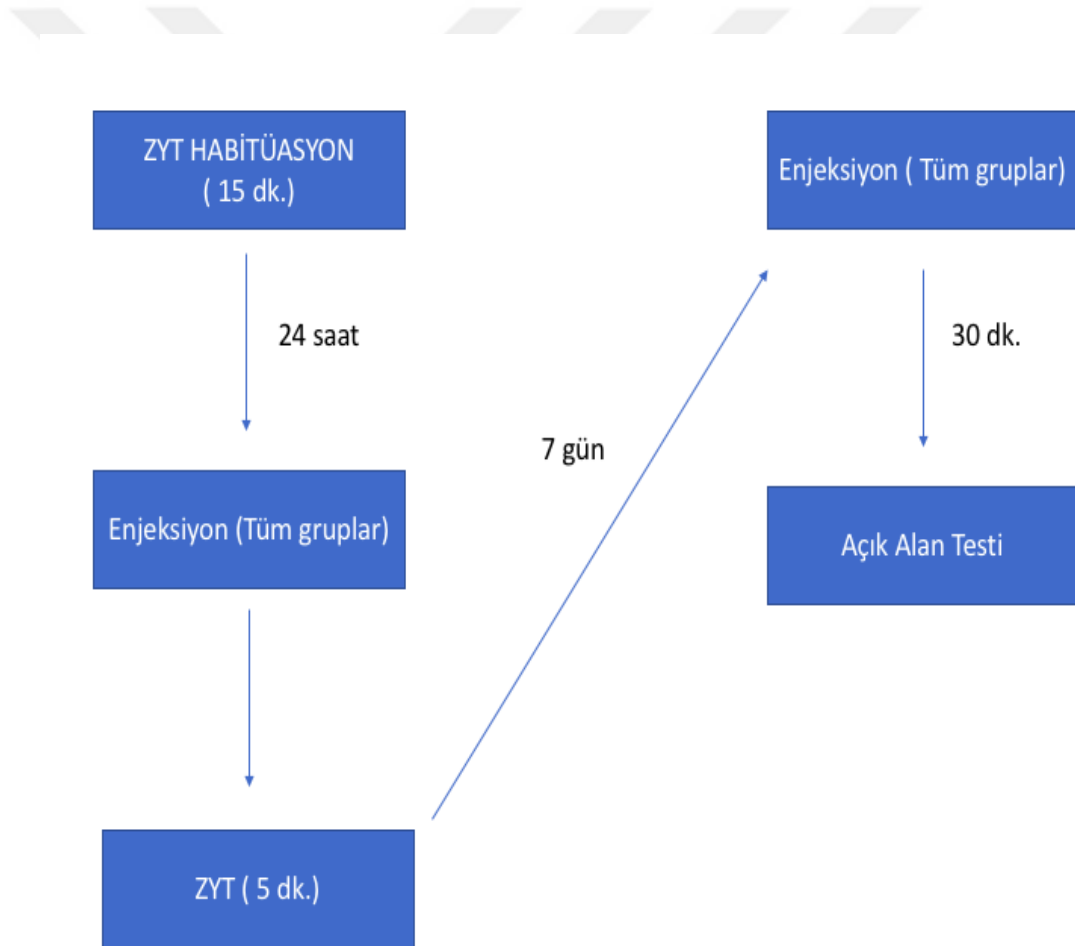 ZYT HABİTÜASYON
( 15 dk.)
24 saat
Enjeksiyon (Tüm gruplar)
ZYT ( 5 dk.)
7 gün
Enjeksiyon ( Tüm gruplar)
30 dk.
Açık Alan Testi